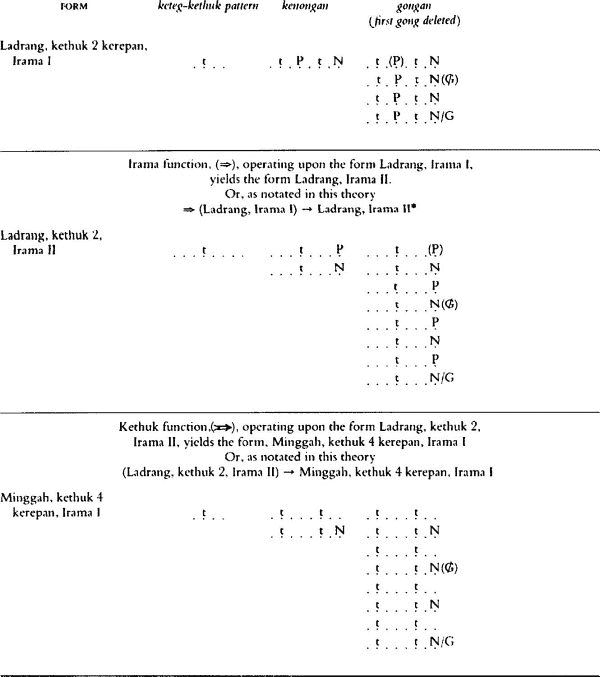 FORM keteg-kethuk pattern kenongan gongan
(first gong deleted)
Ladrang, kethuk 2 kerepan,
Irama I . ṭ . . . ṭ . P . ṭ . N . ṭ . (P) . ṭ . N
. ṭ . P . ṭ . N(G̸)
. ṭ . P . ṭ . N
. ṭ . P . ṭ . N/G
Irama function, (⇒), operating upon the form Ladrang, Irama I,
yields the form Ladrang, Irama II.
Or, as notated in this theory
⇒ (Ladrang, Irama I) → Ladrang, Irama II*
Ladrang, kethuk 2,
Irama II . . . ṭ . . . . . . . ṭ . . . P . . . ṭ . . . (P)
. . . ṭ . . . N . . . ṭ . . . N
. . . ṭ . . . P
. . . ṭ . . . N(G̸)
. . . ṭ . . . P
. . . ṭ . . . N
. . . ṭ . . . P
. . . ṭ . . . N/G
Kethuk function, (⇒), operating upon the form Ladrang, kethuk 2,
Irama II, yields the form, Minggah, kethuk 4 kerepan, Irama I
Or, as notated in this theory
(Ladrang, kethuk 2, Irama II) → Minggah, kethuk 4 kerepan, Irama I
Minggah, kethuk 4
kerepan, Irama I . ṭ . . . ṭ . . . ṭ . . . ṭ . . . ṭ . .
. ṭ . . . ṭ . N . ṭ . . . ṭ . N
. ṭ . . . ṭ . .
. ṭ . . . ṭ . N(G̸)
. ṭ . . . ṭ . .
. ṭ . . . ṭ . N
. ṭ . . . ṭ . .
. ṭ . . . ṭ . N/G